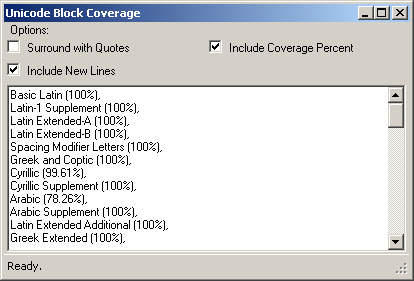 Unicode Block Coverage
Options:
Surround with Quotes
Include Coverage Percent
Include New Lines
Basic Latin (100%),
Latin-1 Supplement (100%),
Latin Extended-A (100%),
Latin Extended-B (100%),
Spacing Modifier Letters (100%),
Greek and Coptic (100%),
Cyrillic (99.61%),
Cyrillic Supplement (100%),
Arabic (78.26%),
Arabic Supplement (100%),
Latin Extended Additional (100%),
Greek Extended (100%),
Ready.